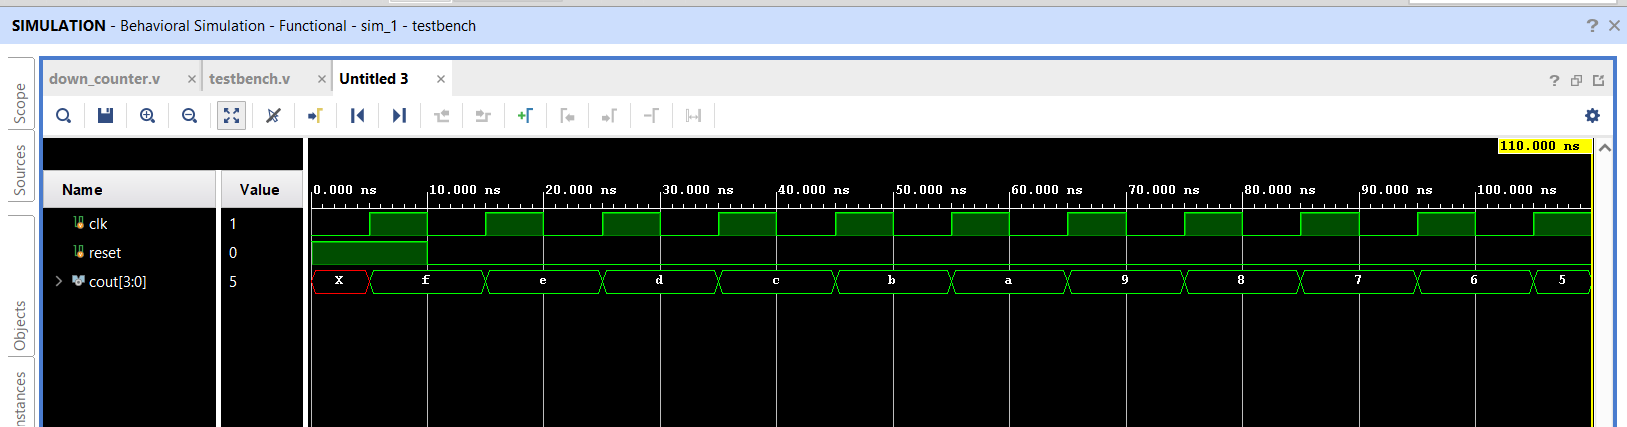 SIMULATION - Behavioral Simulation - Functional - sim_1 - testbench ? ×
Scope
Sources
Objects
nstances
down_counter.v × testbench.v × Untitled 3 × ?
110.000 ns
Name Value 0.000 ns 10.000 ns 20.000 ns 30.000 ns 40.000 ns 50.000 ns 60.000 ns 70.000 ns 80.000 ns 90.000 ns 100.000 ns
clk 1
reset 0
cout[3:0] 5 X f e d c b a 9 8 7 6 5